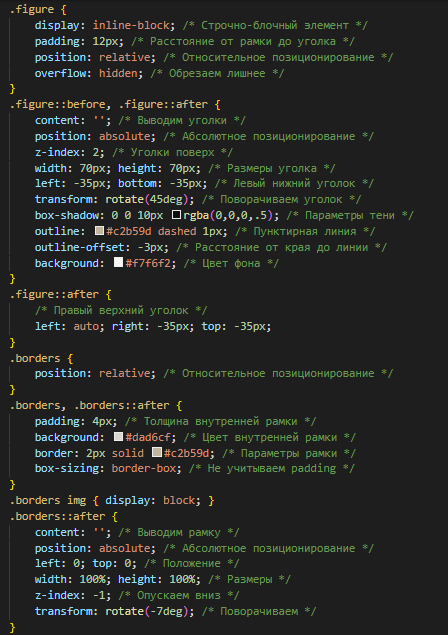 .figure {
    display: inline-block; /* Строчно-блочный элемент */
    padding: 12px; /* Расстояние от рамки до уголка */
    position: relative; /* Относительное позиционирование */
    overflow: hidden; /* Обрезаем лишнее */
}
.figure::before, .figure::after {
    content: ''; /* Выводим уголки */
    position: absolute; /* Абсолютное позиционирование */
    z-index: 2; /* Уголки поверх */
    width: 70px; height: 70px; /* Размеры уголка */
    left: -35px; bottom: -35px; /* Левый нижний уголок */
    transform: rotate(45deg); /* Поворачиваем уголок */
    box-shadow: 0 0 10px rgba(0,0,0,.5); /* Параметры тени */
    outline: #c2b59d dashed 1px; /* Пунктирная линия */
    outline-offset: -3px; /* Расстояние от края до линии */
    background: #f7f6f2; /* Цвет фона */
}
.figure::after {
    /* Правый верхний уголок */
    left: auto; right: -35px; top: -35px;
}
.borders {
    position: relative; /* Относительное позиционирование */
}
.borders, .borders::after {
    padding: 4px; /* Толщина внутренней рамки */
    background: #dad6cf; /* Цвет внутренней рамки */
    border: 2px solid #c2b59d; /* Параметры рамки */
    box-sizing: border-box; /* Не учитываем padding */
}
.borders img { display: block; }
.borders::after {
    content: ''; /* Выводим рамку */
    position: absolute; /* Абсолютное позиционирование */
    left: 0; top: 0; /* Положение */
    width: 100%; height: 100%; /* Размеры */
    z-index: -1; /* Опускаем вниз */
    transform: rotate(-7deg); /* Поворачиваем */
}